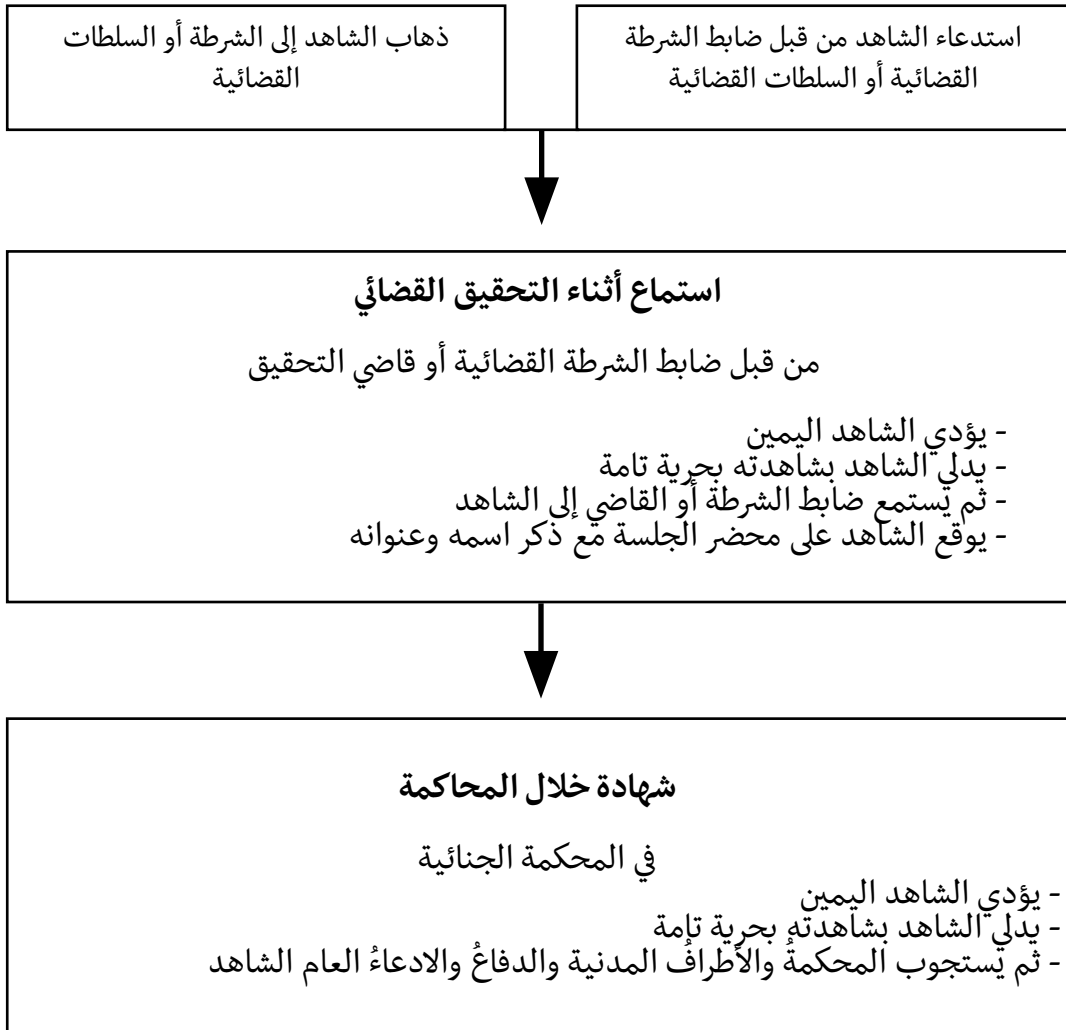 استدعاء الشاهد من قبل ضابط الشرطة
القضائية أو السلطات القضائية
ذهاب الشاهد إلى الشرطة أو السلطات
القضائية
استماع أثناء التحقيق القضائي
من قبل ضابط الشرطة القضائية أو قاضي التحقيق
- يؤدي الشاهد اليمين
- يدلي الشاهد بشاهدته بحرية تامة
- ثم يستمع ضابط الشرطة أو القاضي إلى الشاهد
- يوقع الشاهد على محضر الجلسة مع ذكر اسمه وعنوانه
شهادة خلال المحاكمة
في المحكمة الجنائية
- يؤدي الشاهد اليمين
- يدلي الشاهد بشاهدته بحرية تامة
- ثم يستجوب المحكمةُ والأطرافُ المدنية والدفاعُ والادعاءُ العام الشاهد